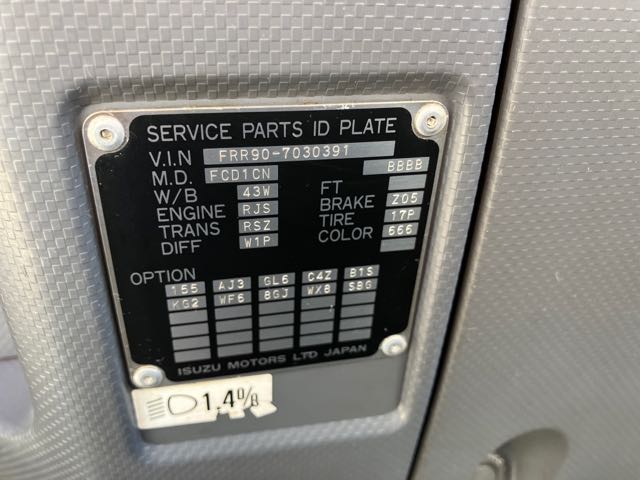 SERVICE PARTS ID PLATE
V.I.N FRR90-7030391
M.D. FCD1CN BBBB
W/B 43W FT
ENGINE RJS BRAKE Z05
TRANS RSZ TIRE 17P
DIFF W1P COLOR 666
OPTION
155 AJ3 GL6 C4Z B1S
KG2 WF6 8GJ WX8 SBG
ISUZU MOTORS LTD JAPAN
1.4%